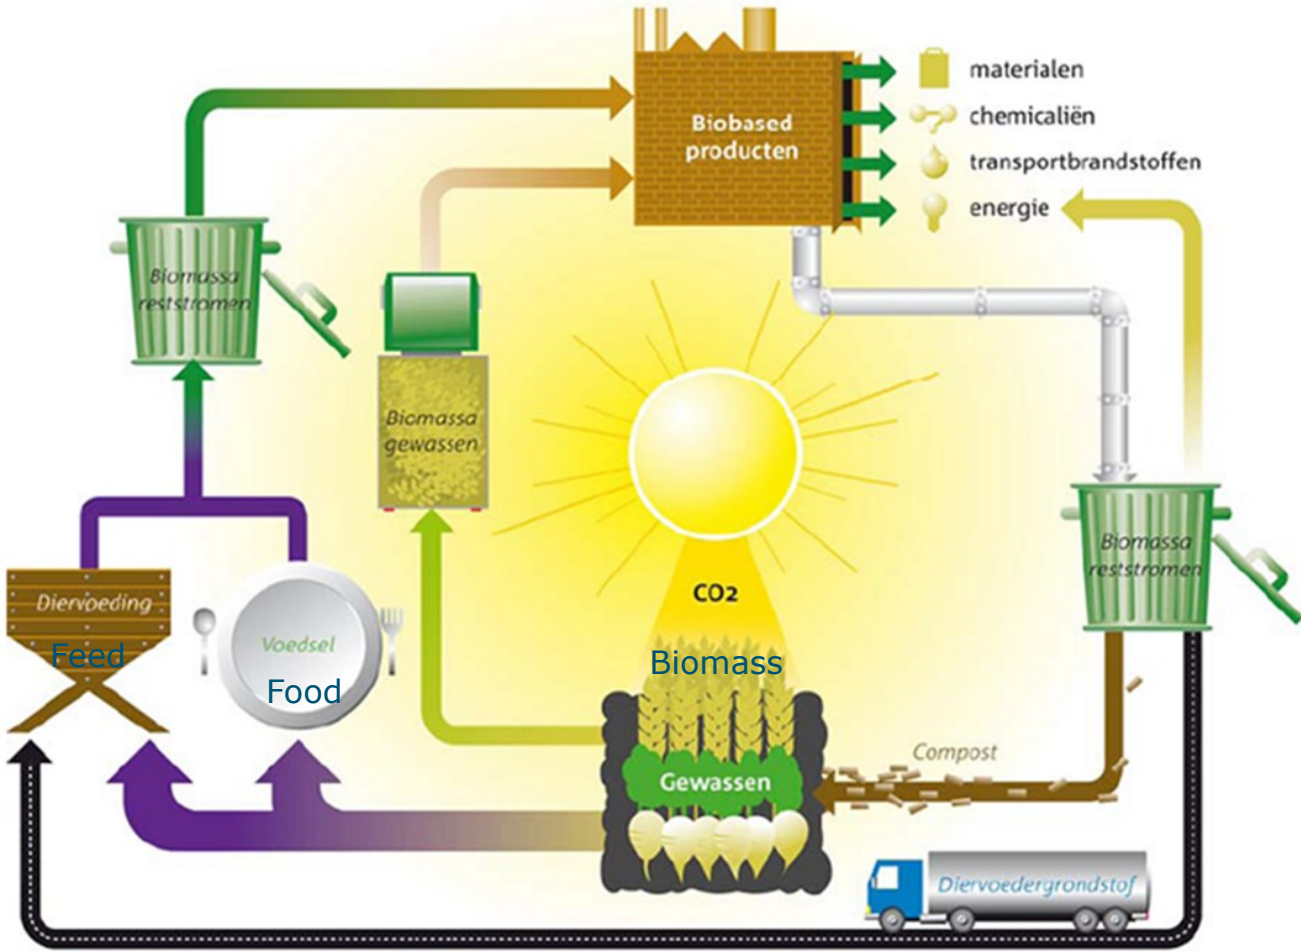 materialen
chemicaliën
transportbrandstoffen
energie
Biobased
producten
Biomassa
reststromen
Biomassa
gewassen
CO2
Biomass
Gewassen
Diervoeding
Feed
Voedsel
Food
Biomassa
reststromen
Compost
Diervoedergrondstof